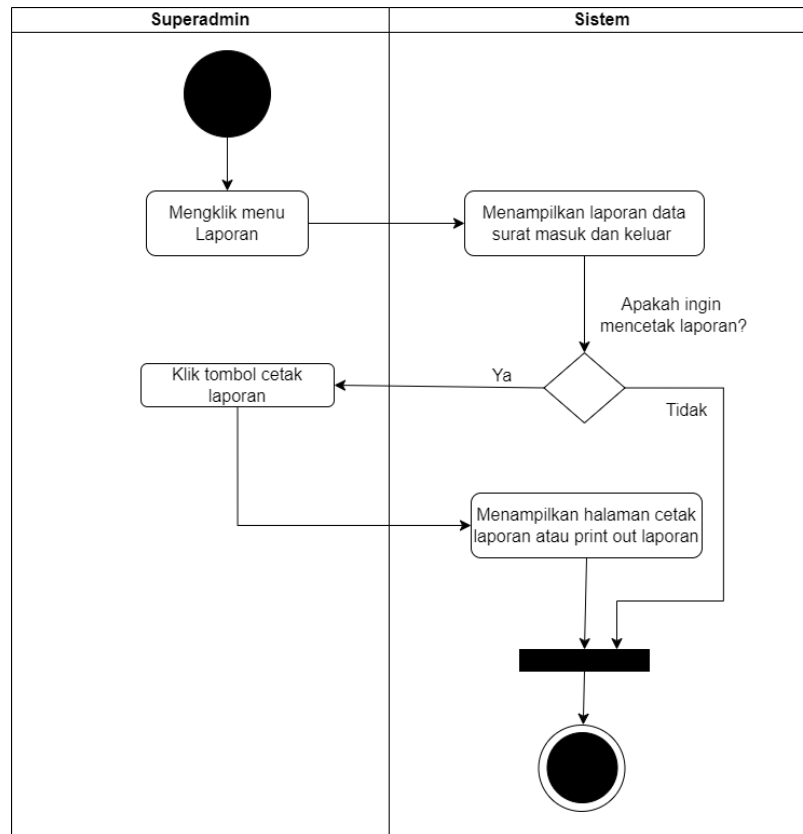 Superadmin
Sistem
Mengklik menu
Laporan
Menampilkan laporan data
surat masuk dan keluar
Apakah ingin
mencetak laporan?
Klik tombol cetak
laporan
Ya
Tidak
Menampilkan halaman cetak
laporan atau print out laporan